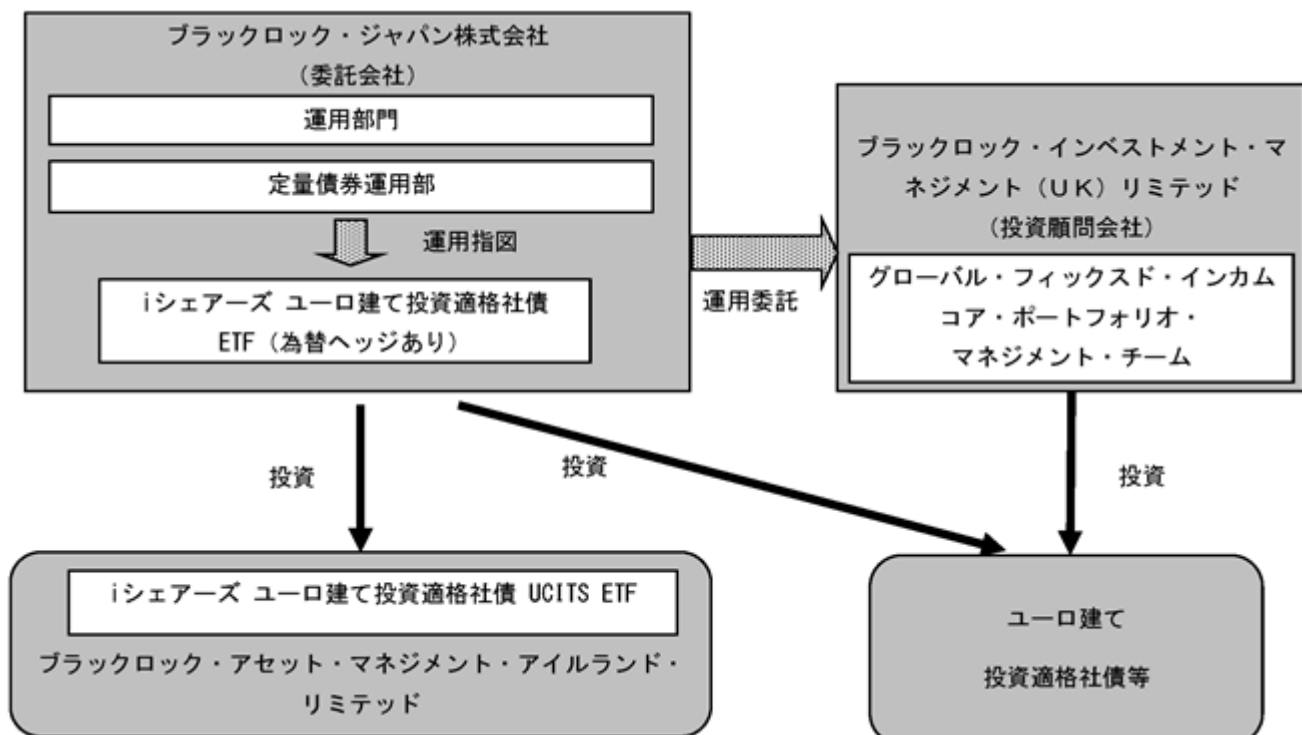 ブラックロック・ジャパン株式会社
（委託会社）
運用部門
定量債券運用部
運用指図
iシェアーズ ユーロ建て投資適格社債
ETF（為替ヘッジあり）
運用委託
ブラックロック・インベストメント・マ
ネジメント（ＵＫ）リミテッド
（投資顧問会社）
グローバル・フィックスド・インカム
コア・ポートフォリオ・
マネジメント・チーム
投資
投資
投資
iシェアーズ ユーロ建て投資適格社債 UCITS ETF
ブラックロック・アセット・マネジメント・アイルランド・
リミテッド
ユーロ建て
投資適格社債等